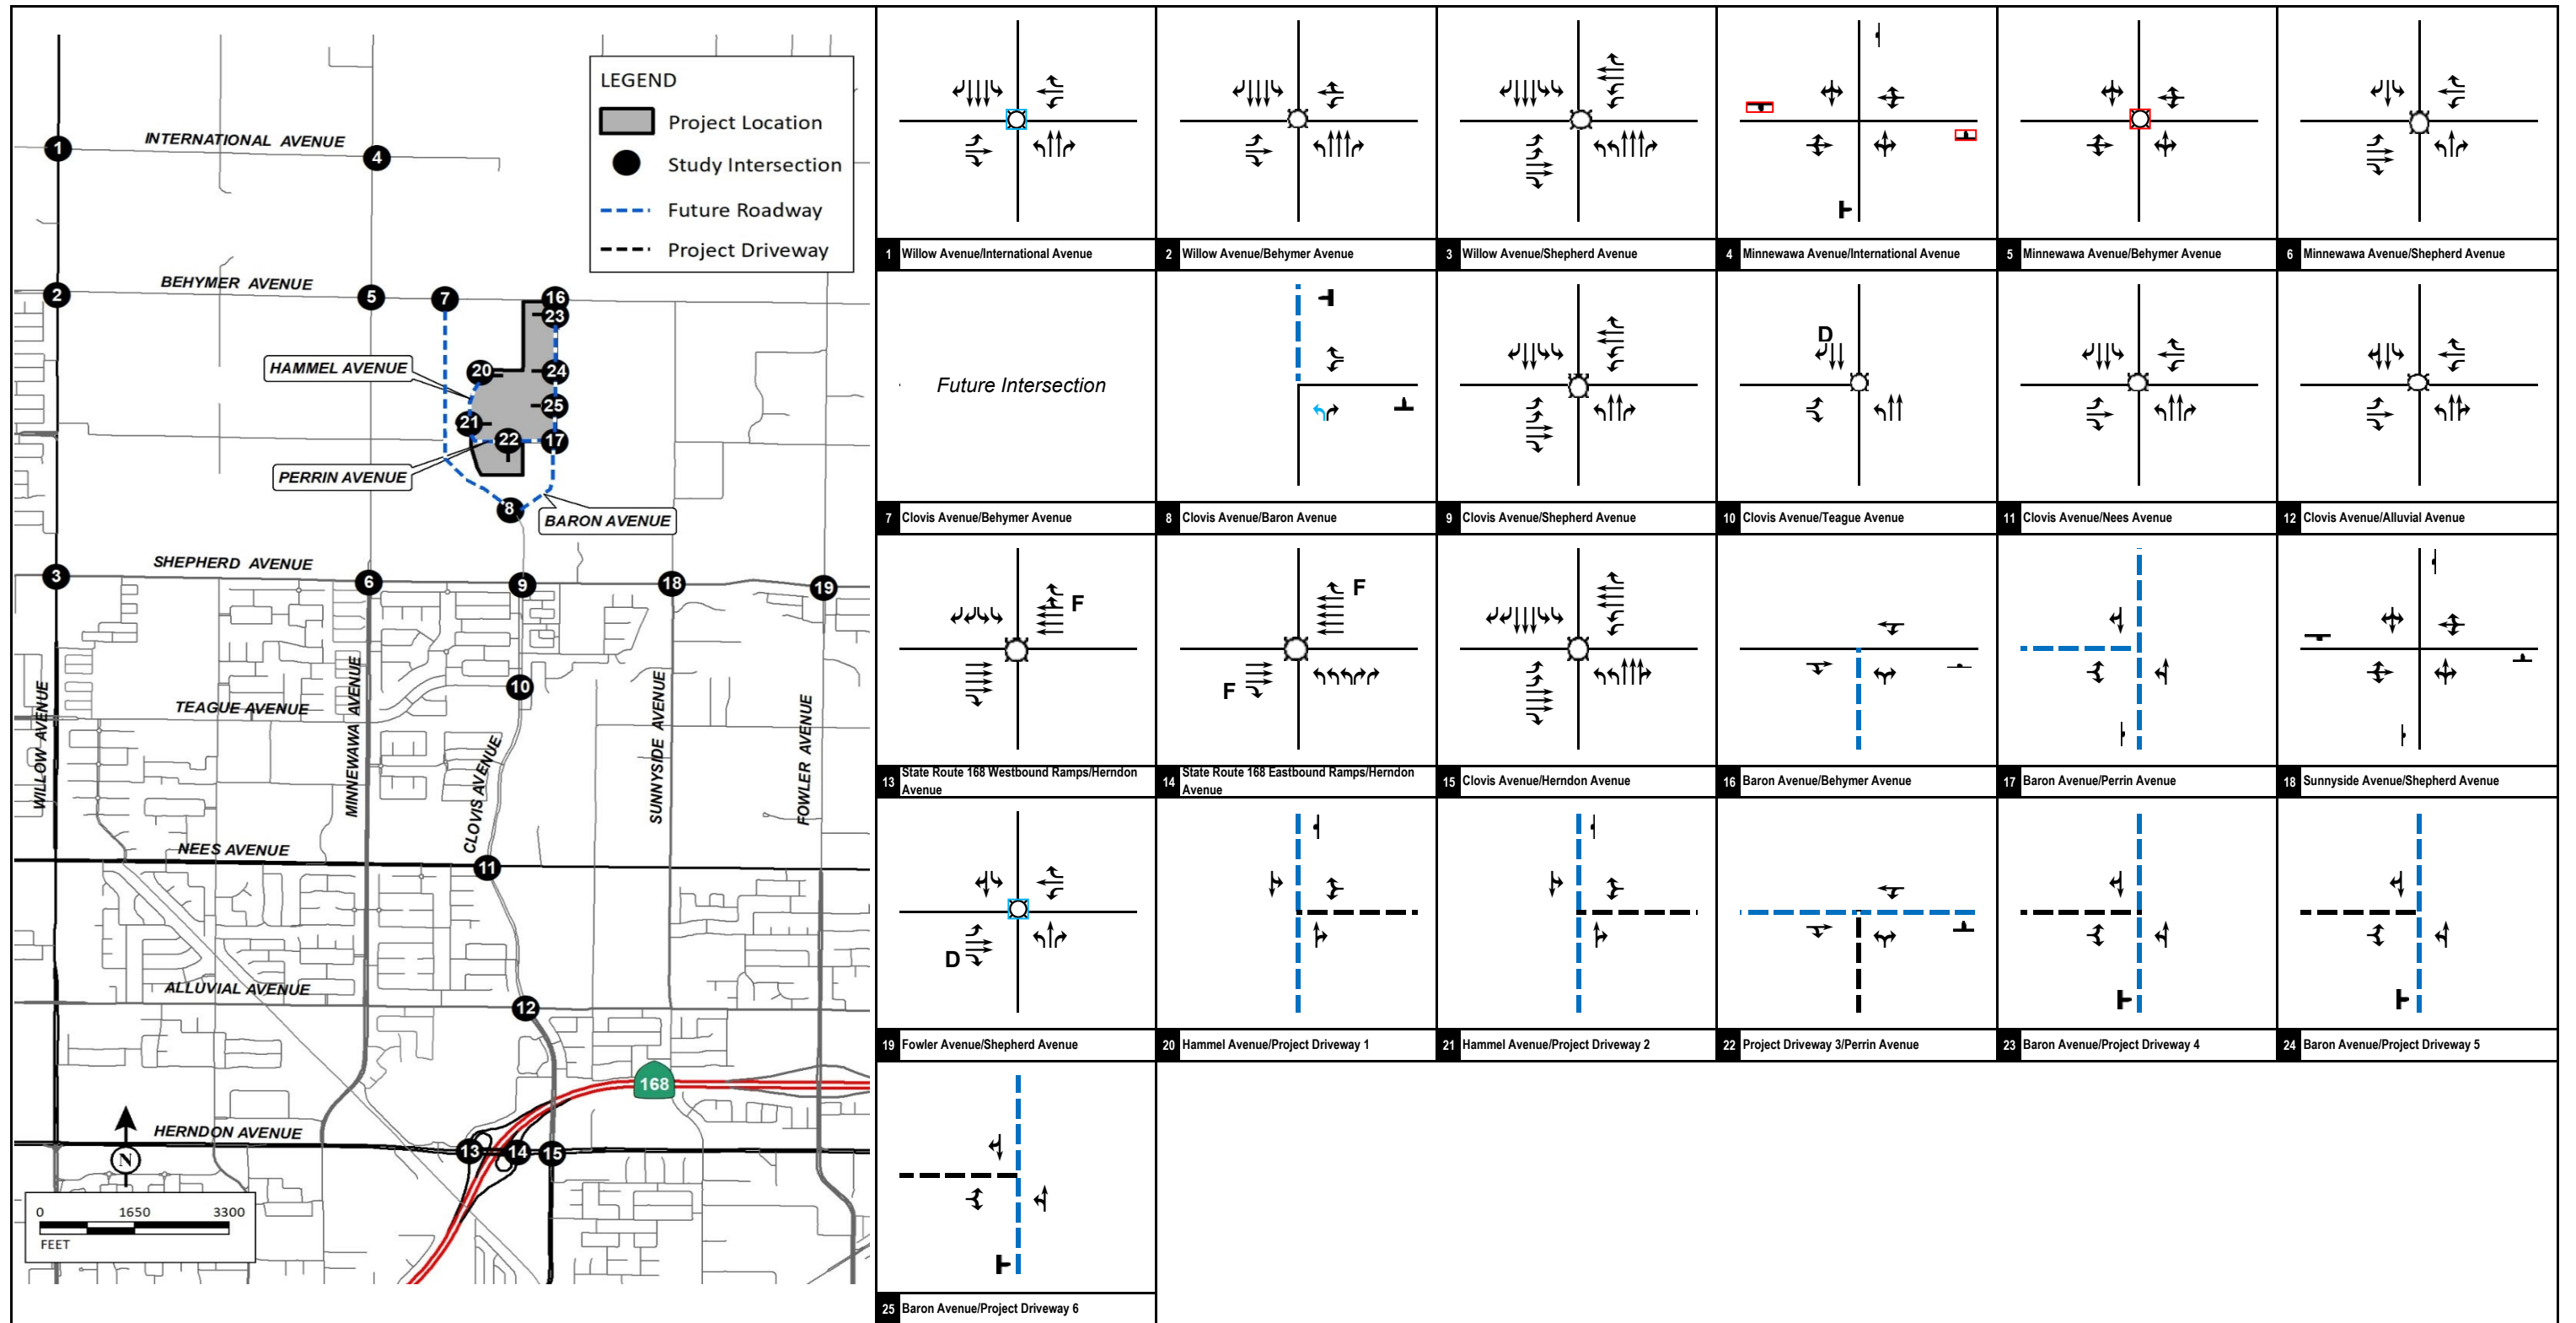 LEGEND
Project Location
Study Intersection
Future Roadway
Project Driveway
1
INTERNATIONAL AVENUE
4
2
BEHYMER AVENUE
5
7
16
23
HAMMEL AVENUE
20
24
25
21
22
17
PERRIN AVENUE
8
BARON AVENUE
3
SHEPHERD AVENUE
6
9
18
19
10
WILLOW AVENUE
TEAGUE AVENUE
MINNEWAWA AVENUE
CLOVIS AVENUE
SUNNYSIDE AVENUE
FOWLER AVENUE
NEES AVENUE
11
ALLUVIAL AVENUE
12
168
HERNDON AVENUE
13
14
15
N
0 1650 3300
FEET
1 Willow Avenue/International Avenue
2 Willow Avenue/Behymer Avenue
3 Willow Avenue/Shepherd Avenue
4 Minnewawa Avenue/International Avenue
5 Minnewawa Avenue/Behymer Avenue
6 Minnewawa Avenue/Shepherd Avenue
Future Intersection
D
7 Clovis Avenue/Behymer Avenue
8 Clovis Avenue/Baron Avenue
9 Clovis Avenue/Shepherd Avenue
10 Clovis Avenue/Teague Avenue
11 Clovis Avenue/Nees Avenue
12 Clovis Avenue/Alluvial Avenue
F
F
F
13 State Route 168 Westbound Ramps/Herndon
Avenue
14 State Route 168 Eastbound Ramps/Herndon
Avenue
15 Clovis Avenue/Herndon Avenue
16 Baron Avenue/Behymer Avenue
17 Baron Avenue/Perrin Avenue
18 Sunnyside Avenue/Shepherd Avenue
D
19 Fowler Avenue/Shepherd Avenue
20 Hammel Avenue/Project Driveway 1
21 Hammel Avenue/Project Driveway 2
22 Project Driveway 3/Perrin Avenue
23 Baron Avenue/Project Driveway 4
24 Baron Avenue/Project Driveway 5
25 Baron Avenue/Project Driveway 6